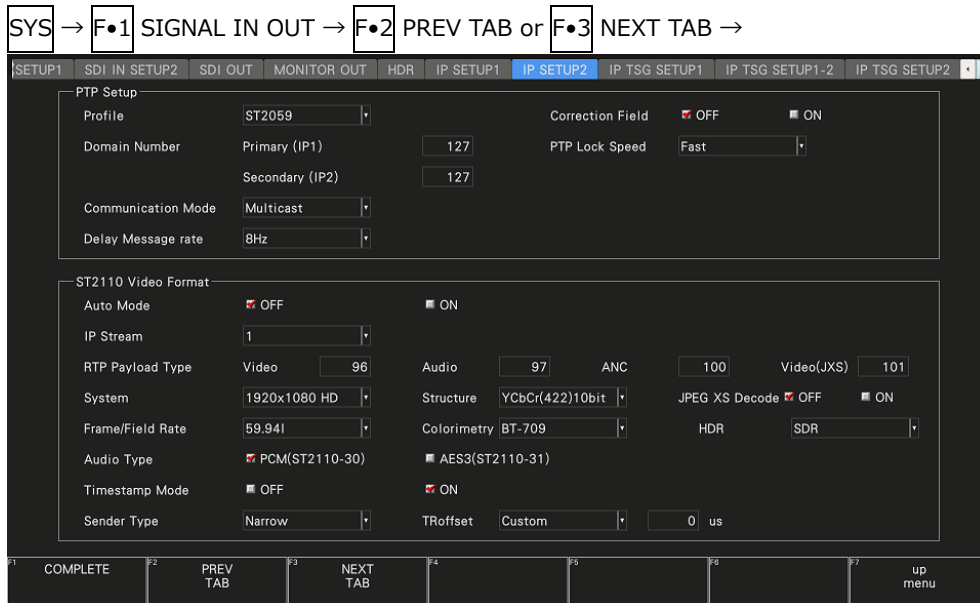 SYS → F•1 SIGNAL IN OUT → F•2 PREV TAB or F•3 NEXT TAB →
SETUP1 SDI IN SETUP2 SDI OUT MONITOR OUT HDR IP SETUP1 IP SETUP2 IP TSG SETUP1 IP TSG SETUP1-2 IP TSG SETUP2
PTP Setup
Profile ST2059 Correction Field OFF ON
Domain Number Primary (IP1) 127 PTP Lock Speed Fast
Secondary (IP2) 127
Communication Mode Multicast
Delay Message rate 8Hz
ST2110 Video Format
Auto Mode OFF ON
IP Stream 1
RTP Payload Type Video 96 Audio 97 ANC 100 Video(JXS) 101
System 1920x1080 HD Structure YCbCr(422)10bit JPEG XS Decode OFF ON
Frame/Field Rate 59.94I Colorimetry BT-709 HDR SDR
Audio Type PCM(ST2110-30) AES3(ST2110-31)
Timestamp Mode OFF ON
Sender Type Narrow TRoffset Custom 0 us
F1 COMPLETE F2 PREV TAB F3 NEXT TAB F4 F5 F6 F7 up menu